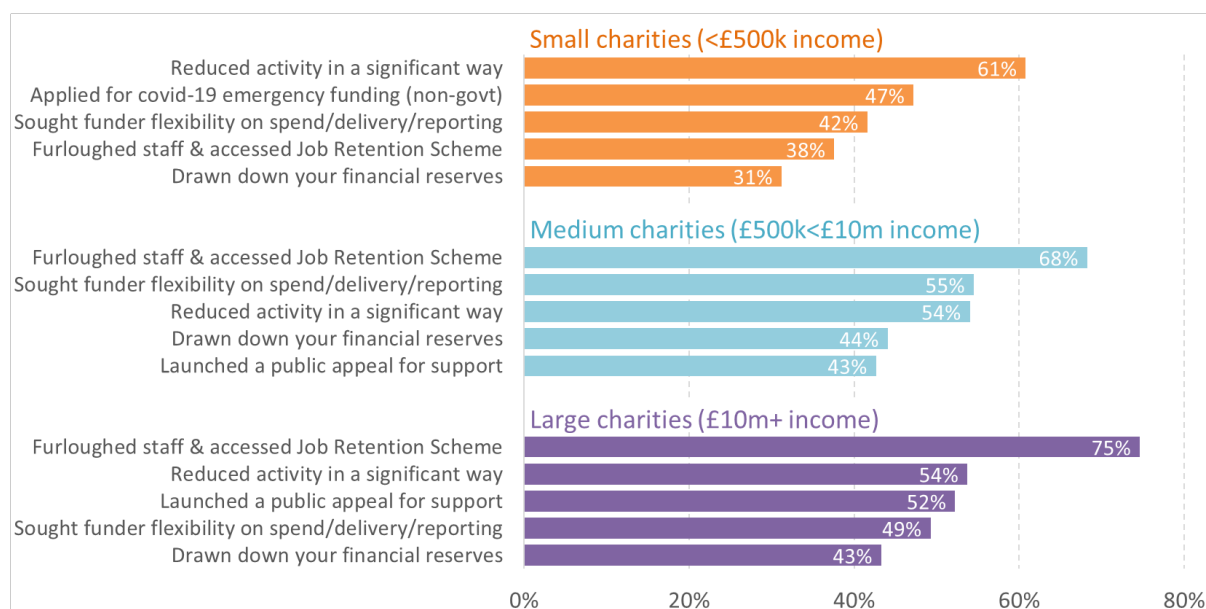 Small charities (<£500k income)
Reduced activity in a significant way 61%
Applied for covid-19 emergency funding (non-govt) 47%
Sought funder flexibility on spend/delivery/reporting 42%
Furloughed staff & accessed Job Retention Scheme 38%
Drawn down your financial reserves 31%
Medium charities (£500k<£10m income)
Furloughed staff & accessed Job Retention Scheme 68%
Sought funder flexibility on spend/delivery/reporting 55%
Reduced activity in a significant way 54%
Drawn down your financial reserves 44%
Launched a public appeal for support 43%
Large charities (£10m+ income)
Furloughed staff & accessed Job Retention Scheme 75%
Reduced activity in a significant way 54%
Launched a public appeal for support 52%
Sought funder flexibility on spend/delivery/reporting 49%
Drawn down your financial reserves 43%
0% 20% 40% 60% 80%